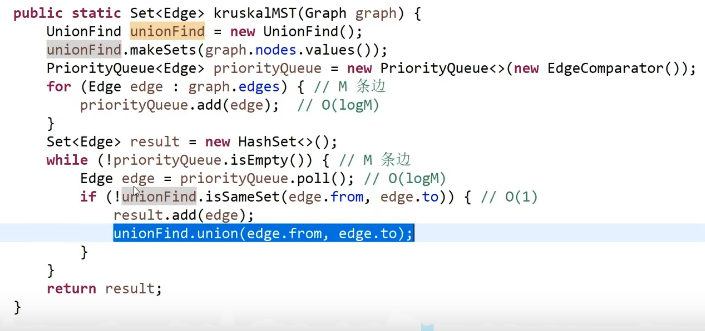 public static Set<Edge> kruskalMST(Graph graph) {
    UnionFind unionFind = new UnionFind();
    unionFind.makeSets(graph.nodes.values());
    PriorityQueue<Edge> priorityQueue = new PriorityQueue<>(new EdgeComparator());
    for (Edge edge : graph.edges) { // M 条边
        priorityQueue.add(edge);  // O(logM)
    }
    Set<Edge> result = new HashSet<>();
    while (!priorityQueue.isEmpty()) { // M 条边
        Edge edge = priorityQueue.poll(); // O(logM)
        if (!unionFind.isSameSet(edge.from, edge.to)) { // O(1)
            result.add(edge);
            unionFind.union(edge.from, edge.to);
        }
    }
    return result;
}